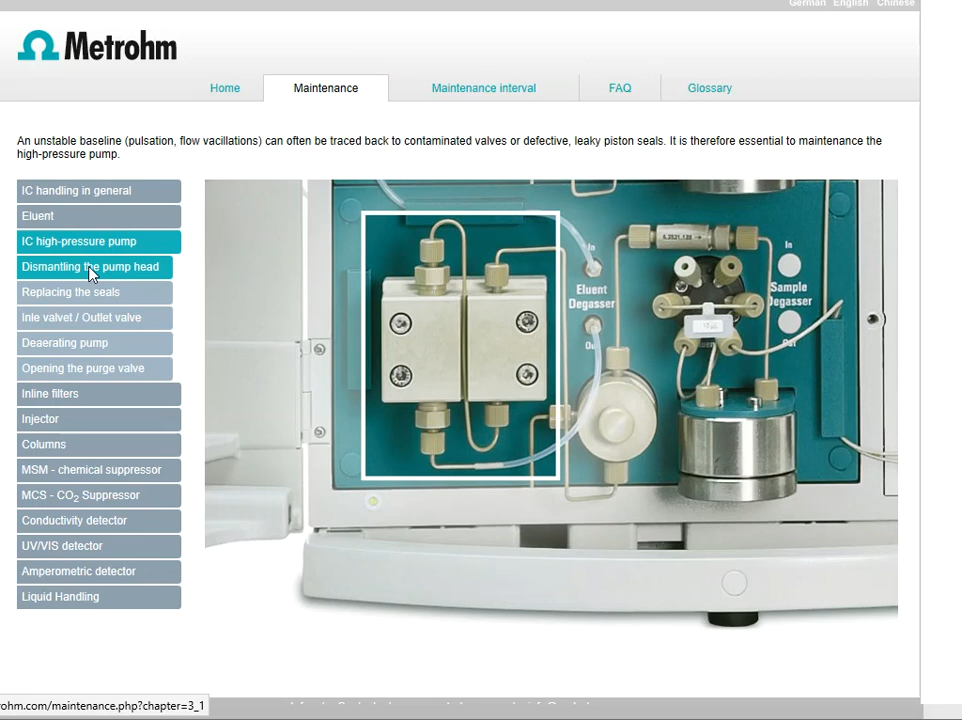 German English Chinese
Metrohm
Home Maintenance Maintenance interval FAQ Glossary
An unstable baseline (pulsation, flow vacillations) can often be traced back to contaminated valves or defective, leaky piston seals. It is therefore essential to maintenance the
high-pressure pump.
IC handling in general
Eluent
IC high-pressure pump
Dismantling the pump head
Replacing the seals
Inle valvet / Outlet valve
Deaerating pump
Opening the purge valve
Inline filters
Injector
Columns
MSM - chemical suppressor
MCS - CO2 Suppressor
Conductivity detector
UV/VIS detector
Amperometric detector
Liquid Handling
In
Eluent
Degasser
Out
In
Sample
Degasser
Out
rohm.com/maintenance.php?chapter=3_1